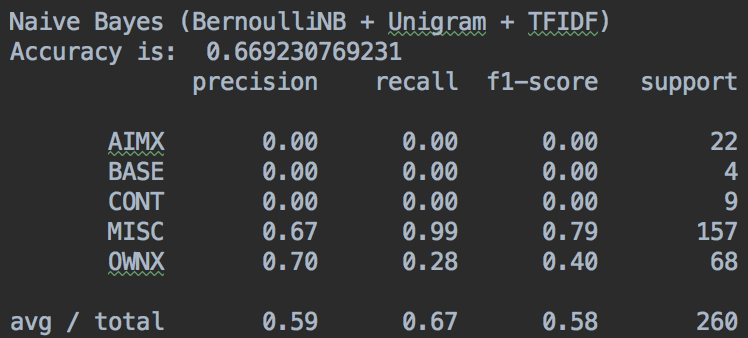 Naive Bayes (BernoulliNB + Unigram + TFIDF)
Accuracy is:  0.669230769231
precision recall f1-score support
AIMX 0.00 0.00 0.00 22
BASE 0.00 0.00 0.00 4
CONT 0.00 0.00 0.00 9
MISC 0.67 0.99 0.79 157
OWNX 0.70 0.28 0.40 68
avg / total 0.59 0.67 0.58 260